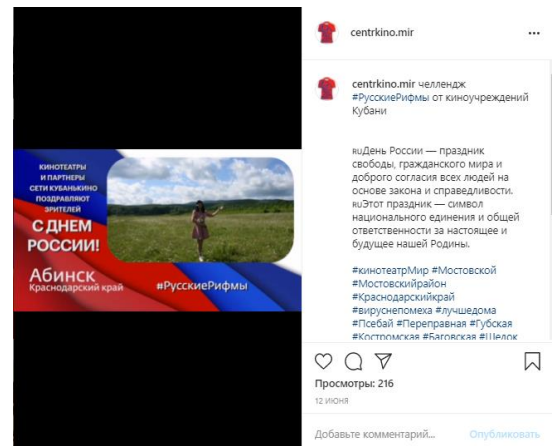 КИНОТЕАТРЫ
И ПАРТНЕРЫ
СЕТИ КУБАНЬКИНО
ПОЗДРАВЛЯЮТ
ЗРИТЕЛЕЙ
С ДНЕМ
РОССИИ!
Абинск
Краснодарский край
#РусскиеРифмы
centrkino.mir
centrkino.mir челлендж
#РусскиеРифмы от киноучреждений
Кубани
RUДень России — праздник
свободы, гражданского мира и
доброго согласия всех людей на
основе закона и справедливости.
RUЭтот праздник — символ
национального единения и общей
ответственности за настоящее и
будущее нашей Родины.
#кинотеатрМир #Мостовской
#Мостовскийрайон
#Краснодарскийкрай
#вируснепомеха #лучшедома
#Псебай #Переправная #Губская
#Костромская #Баговская #Шедок
Просмотры: 216
12 ИЮНЯ
Добавьте комментарий...
Опубликовать